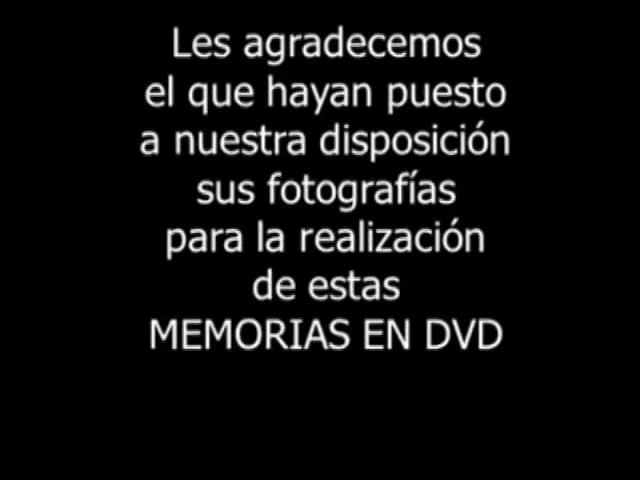 Les agradecemos
el que hayan puesto
a nuestra disposición
sus fotografías
para la realización
de estas
MEMORIAS EN DVD